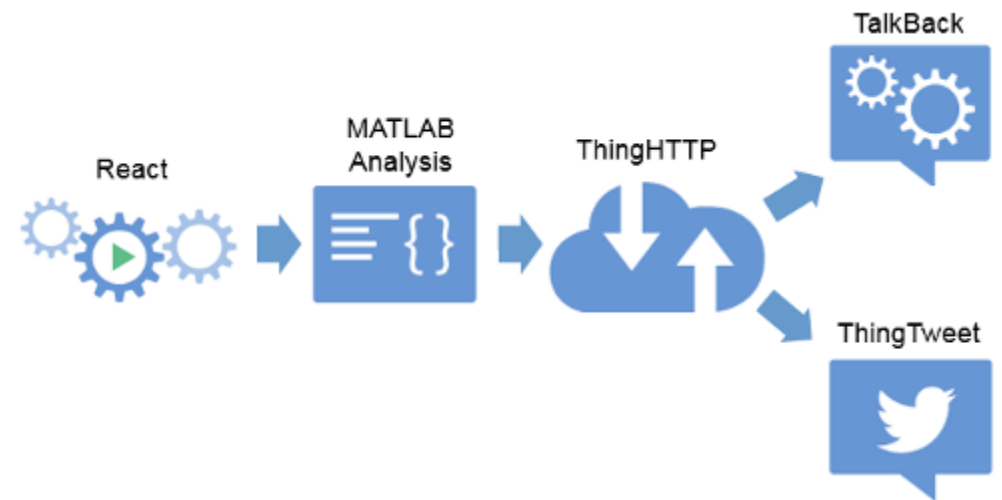 React
MATLAB
Analysis
ThingHTTP
TalkBack
ThingTweet